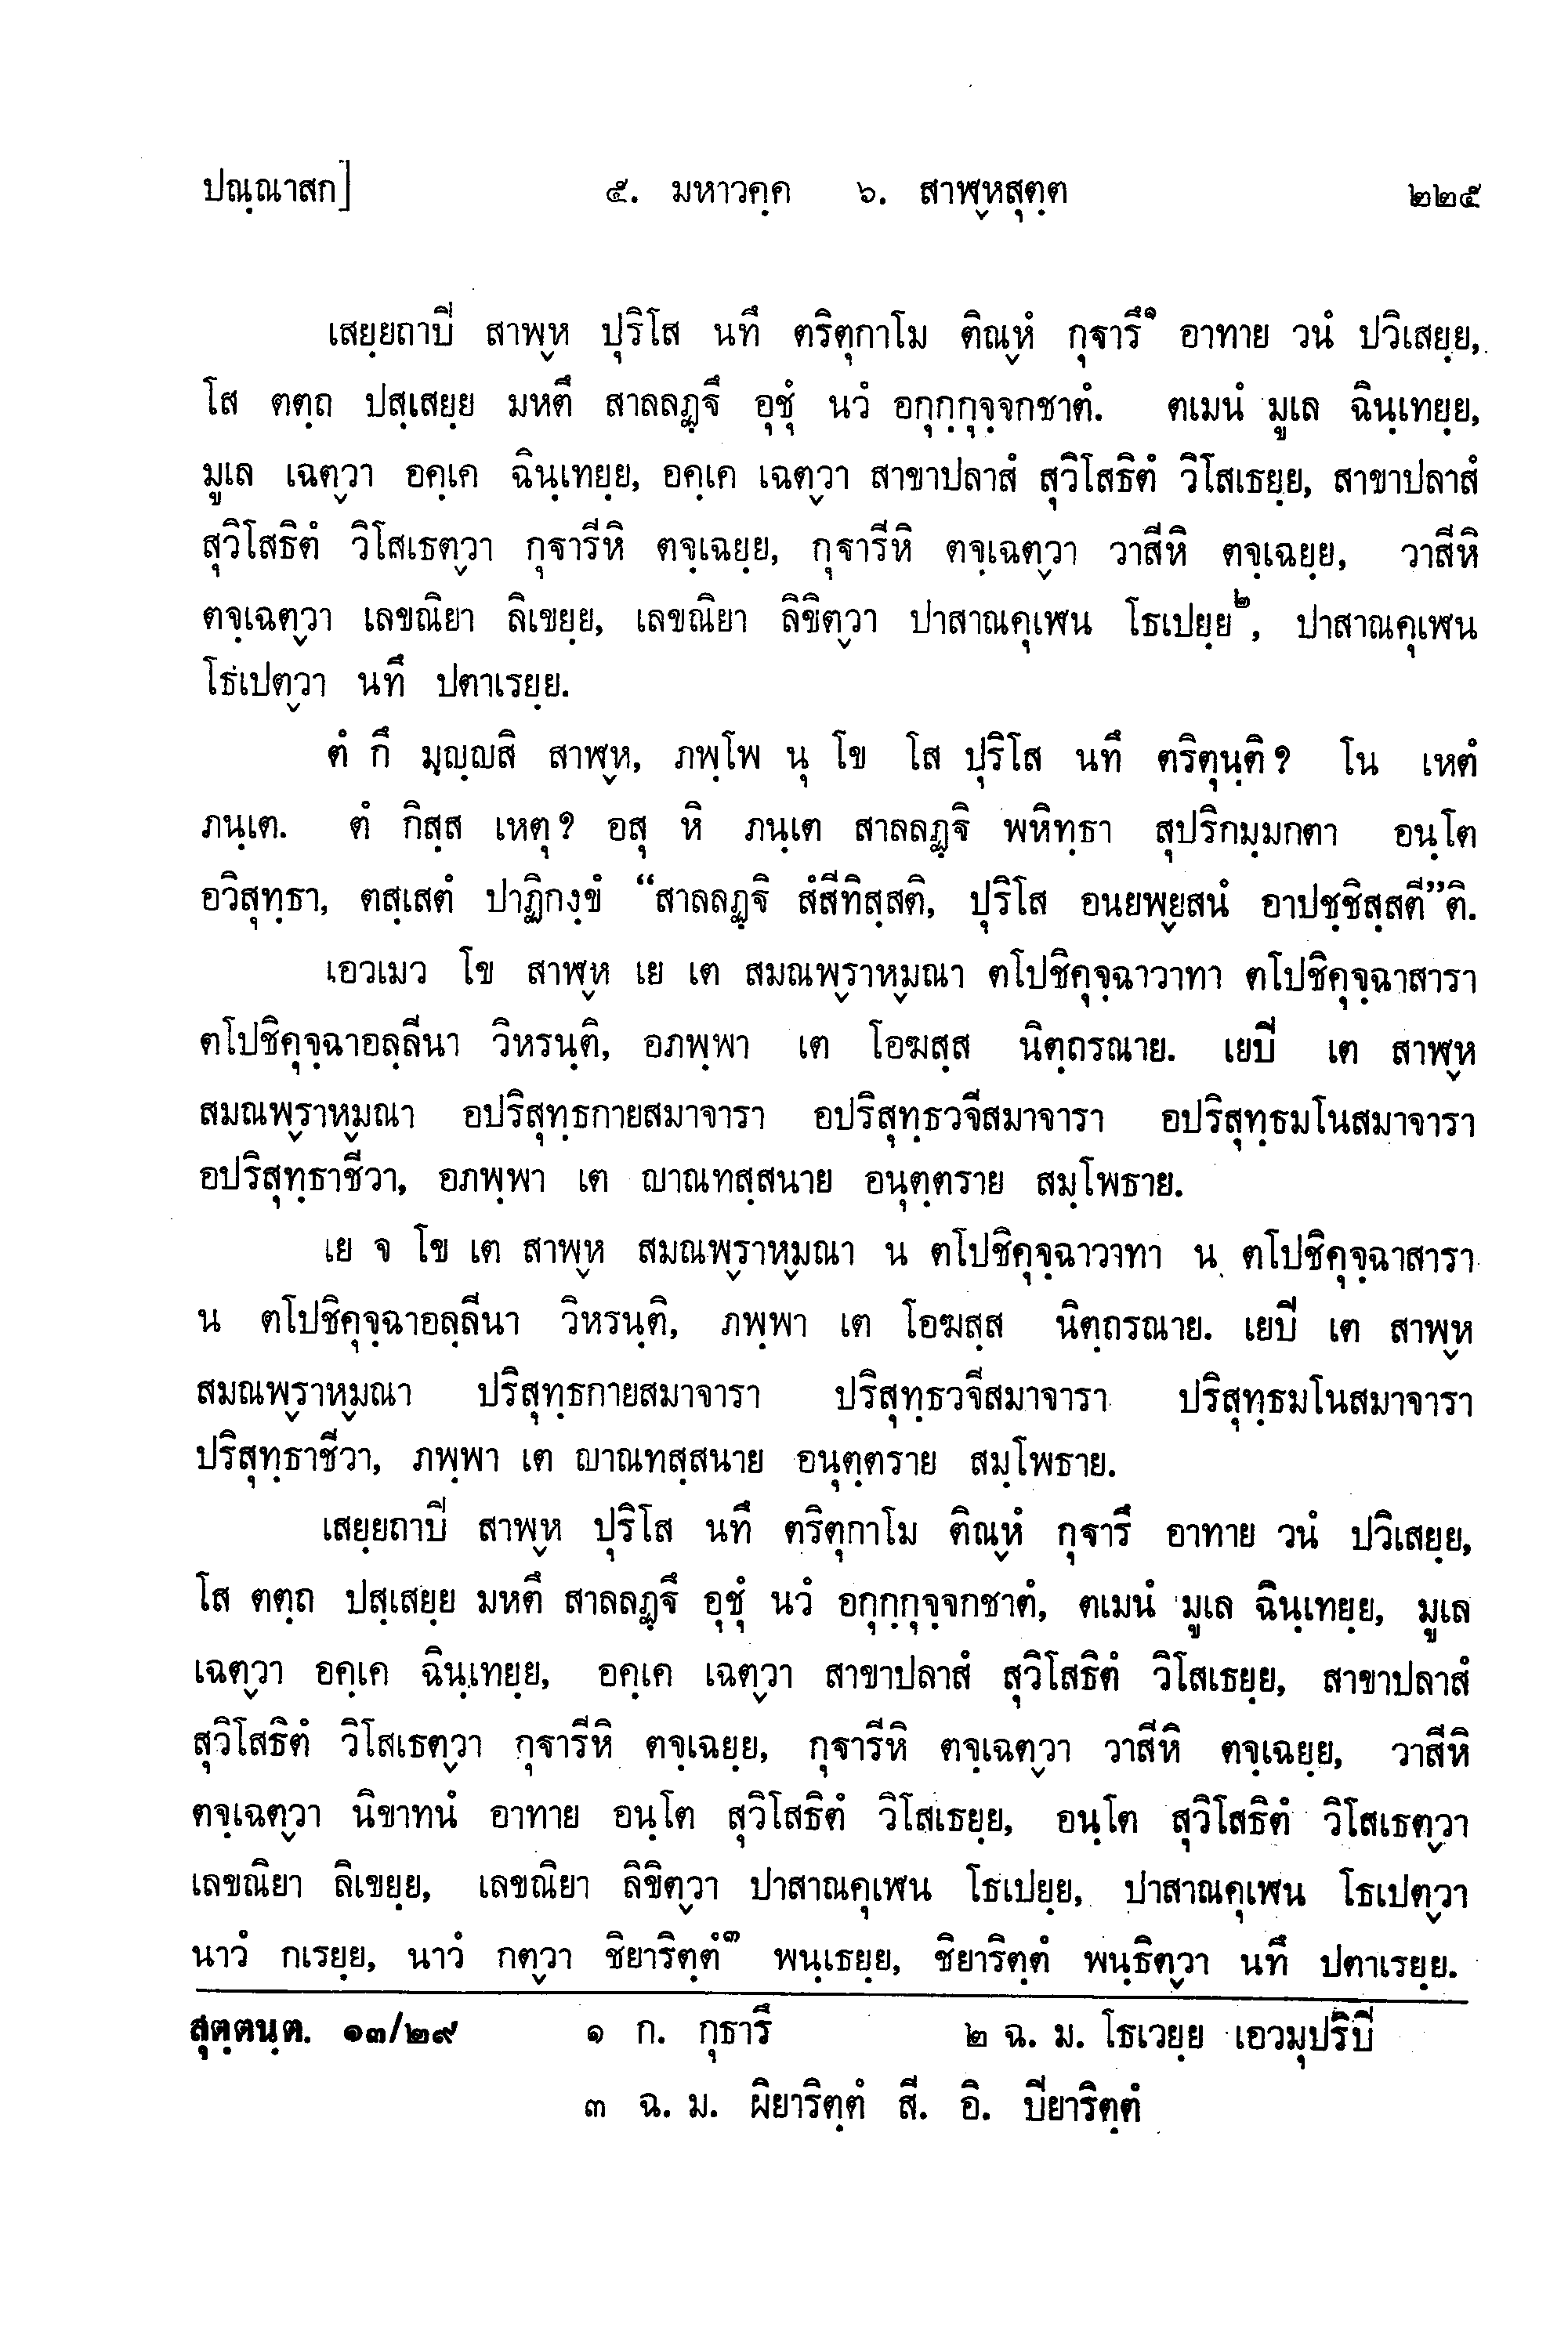 ปณฺณาสก] ๕. มหาวคฺค ๖. สาฬฺหสุตฺต ๒๒๕
เสยฺยถาปิ สาฬฺห ปุริโส นทึ ตริตุกาโม ติณฺหํ กุฐารึ๑ อาทาย วนํ ปวิเสยฺย,
โส ตตฺถ ปสฺเสยฺย มหตึ สาลลฏฺฐึ อุชุํ นวํ อกุกฺกุจฺจกชาตํ. ตเมนํ มูเล ฉินฺเทยฺย,
มูเล เฉตฺวา อคฺเค ฉินฺเทยฺย, อคฺเค เฉตฺวา สาขาปลาสํ สุวิโสธิตํ วิโสเธยฺย, สาขาปลาสํ
สุวิโสธิตํ วิโสเธตฺวา กุฐารีหิ ตจฺเฉยฺย, กุฐารีหิ ตจฺเฉตฺวา วาสีหิ ตจฺเฉยฺย, วาสีหิ
ตจฺเฉตฺวา เลขณิยา ลิเขยฺย, เลขณิยา ลิขิตฺวา ปาสาณคุเฬน โธเปยฺย๒, ปาสาณคุเฬน
โธเปตฺวา นทึ ปตาเรยฺย.
ตํ กึ มญฺญสิ สาฬฺห, ภพฺโพ นุ โข โส ปุริโส นทึ ตริตุนฺติ? โน เหตํ
ภนฺเต. ตํ กิสฺส เหตุ? อสุ หิ ภนฺเต สาลลฏฺฐิ พหิทฺธา สุปริกมฺมกตา อนฺโต
อวิสุทฺธา, ตสฺเสตํ ปาฏิกงฺขํ “สาลลฏฺฐิ สํสีทิสฺสติ, ปุริโส อนยพฺยสนํ อาปชฺชิสฺสตี”ติ.
เอวเมว โข สาฬฺห เย เต สมณพฺราหฺมณา ตโปชิคุจฺฉาวาทา ตโปชิคุจฺฉาสารา
ตโปชิคุจฺฉาอลฺลีนา วิหรนฺติ, อภพฺพา เต โอฆสฺส นิตฺถรณาย. เยปิ เต สาฬฺห
สมณพฺราหฺมณา อปริสุทฺธกายสมาจารา อปริสุทฺธวจีสมาจารา อปริสุทฺธมโนสมาจารา
อปริสุทฺธาชีวา, อภพฺพา เต ญาณทสฺสนาย อนุตฺตราย สมฺโพธาย.
เย จ โข เต สาฬฺห สมณพฺราหฺมณา น ตโปชิคุจฺฉาวาทา น ตโปชิคุจฺฉาสารา
น ตโปชิคุจฺฉาอลฺลีนา วิหรนฺติ, ภพฺพา เต โอฆสฺส นิตฺถรณาย. เยปิ เต สาฬฺห
สมณพฺราหฺมณา ปริสุทฺธกายสมาจารา ปริสุทฺธวจีสมาจารา ปริสุทฺธมโนสมาจารา
ปริสุทฺธาชีวา, ภพฺพา เต ญาณทสฺสนาย อนุตฺตราย สมฺโพธาย.
เสยฺยถาปิ สาฬฺห ปุริโส นทึ ตริตุกาโม ติณฺหํ กุฐารึ อาทาย วนํ ปวิเสยฺย,
โส ตตฺถ ปสฺเสยฺย มหตึ สาลลฏฺฐึ อุชุํ นวํ อกุกฺกุจฺจกชาตํ, ตเมนํ มูเล ฉินฺเทยฺย, มูเล
เฉตฺวา อคฺเค ฉินฺเทยฺย, อคฺเค เฉตฺวา สาขาปลาสํ สุวิโสธิตํ วิโสเธยฺย, สาขาปลาสํ
สุวิโสธิตํ วิโสเธตฺวา กุฐารีหิ ตจฺเฉยฺย, กุฐารีหิ ตจฺเฉตฺวา วาสีหิ ตจฺเฉยฺย, วาสีหิ
ตจฺเฉตฺวา นิขาทนํ อาทาย อนฺโต สุวิโสธิตํ วิโสเธยฺย, อนฺโต สุวิโสธิตํ วิโสเธตฺวา
เลขณิยา ลิเขยฺย, เลขณิยา ลิขิตฺวา ปาสาณคุเฬน โธเปยฺย, ปาสาณคุเฬน โธเปตฺวา
นาวํ กเรยฺย, นาวํ กตฺวา ชิยาริตฺตํ๓ พนฺเธยฺย, ชิยาริตฺตํ พนฺธิตฺวา นทึ ปตาเรยฺย.
สุตฺตนฺต. ๑๓/๒๙ ๑ ก. กุธารึ ๒ ฉ. ม. โธเวยฺย เอวมุปริปิ
๓ ฉ. ม. ผิยาริตฺตํ สี. อิ. ปิยาริตฺตํ